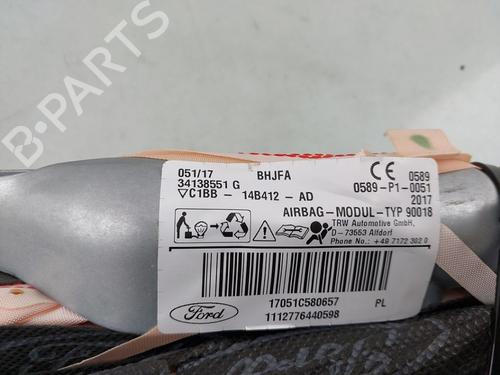 B-PARTS
051/17 BHJFA CE 0589
34138551 G 0589-P1-0051
▽C1BB - 14B412 - AD 2017
AIRBAG-MODUL-TYP 90018
TRW Automotive GmbH,
D-73553 Alfdorf
Phone No.: +49 7172 302 0
Ford
17051C580657 PL
1112776440598